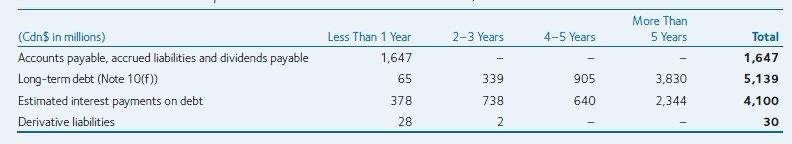 More Than
(Cdn$ in millions) Less Than 1 Year 2–3 Years 4–5 Years 5 Years Total
Accounts payable, accrued liabilities and dividends payable 1,647 – – – 1,647
Long-term debt (Note 10(f)) 65 339 905 3,830 5,139
Estimated interest payments on debt 378 738 640 2,344 4,100
Derivative liabilities 28 2 – – 30